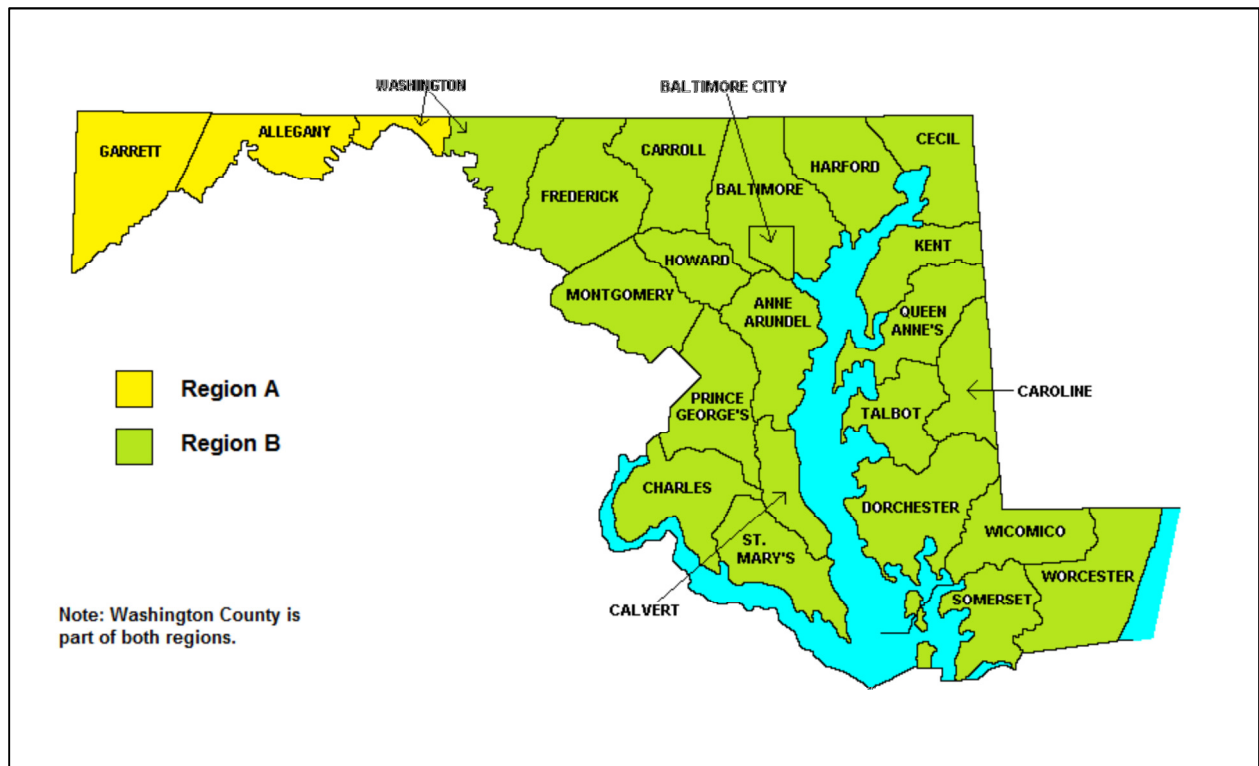 WASHINGTON
BALTIMORE CITY
GARRETT
ALLEGANY
FREDERICK
CARROLL
BALTIMORE
HARFORD
CECIL
KENT
HOWARD
MONTGOMERY
ANNE
ARUNDEL
QUEEN
ANNE'S
Region A
Region B
PRINCE
GEORGE'S
TALBOT
CAROLINE
CHARLES
DORCHESTER
ST.
MARY'S
WICOMICO
WORCESTER
CALVERT
SOMERSET
Note: Washington County is
part of both regions.